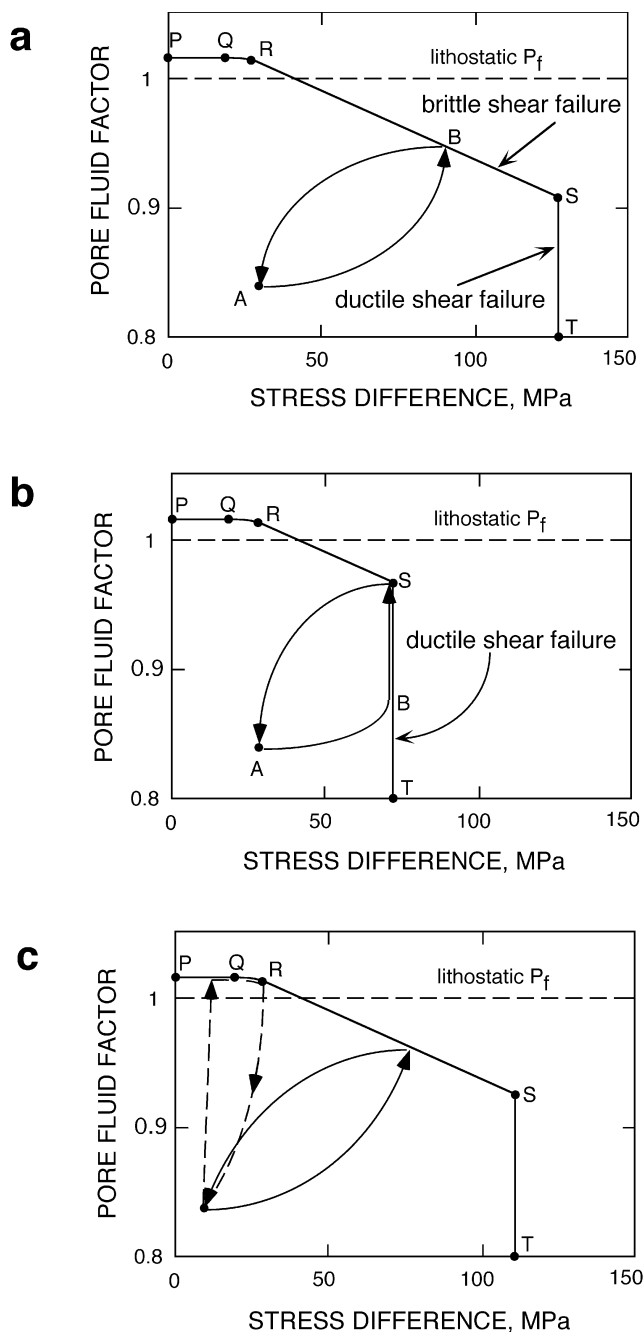 a
P Q R
lithostatic Pf
1
brittle shear failure
B
0.9
S
A
ductile shear failure
T
0.8
0 50 100 150
PORE FLUID FACTOR
STRESS DIFFERENCE, MPa
b
P Q R
lithostatic Pf
1
S
ductile shear failure
0.9
B
A
T
0.8
0 50 100 150
PORE FLUID FACTOR
STRESS DIFFERENCE, MPa
c
P Q R
lithostatic Pf
1
S
0.9
T
0.8
0 50 100 150
PORE FLUID FACTOR
STRESS DIFFERENCE, MPa